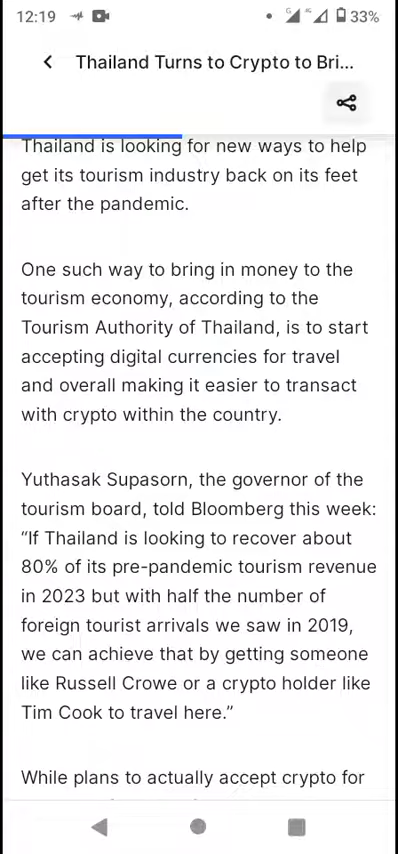 12:19
33%
Thailand Turns to Crypto to Bri...
Thailand is looking for new ways to help
get its tourism industry back on its feet
after the pandemic.
One such way to bring in money to the
tourism economy, according to the
Tourism Authority of Thailand, is to start
accepting digital currencies for travel
and overall making it easier to transact
with crypto within the country.
Yuthasak Supasorn, the governor of the
tourism board, told Bloomberg this week:
“If Thailand is looking to recover about
80% of its pre-pandemic tourism revenue
in 2023 but with half the number of
foreign tourist arrivals we saw in 2019,
we can achieve that by getting someone
like Russell Crowe or a crypto holder like
Tim Cook to travel here.”
While plans to actually accept crypto for